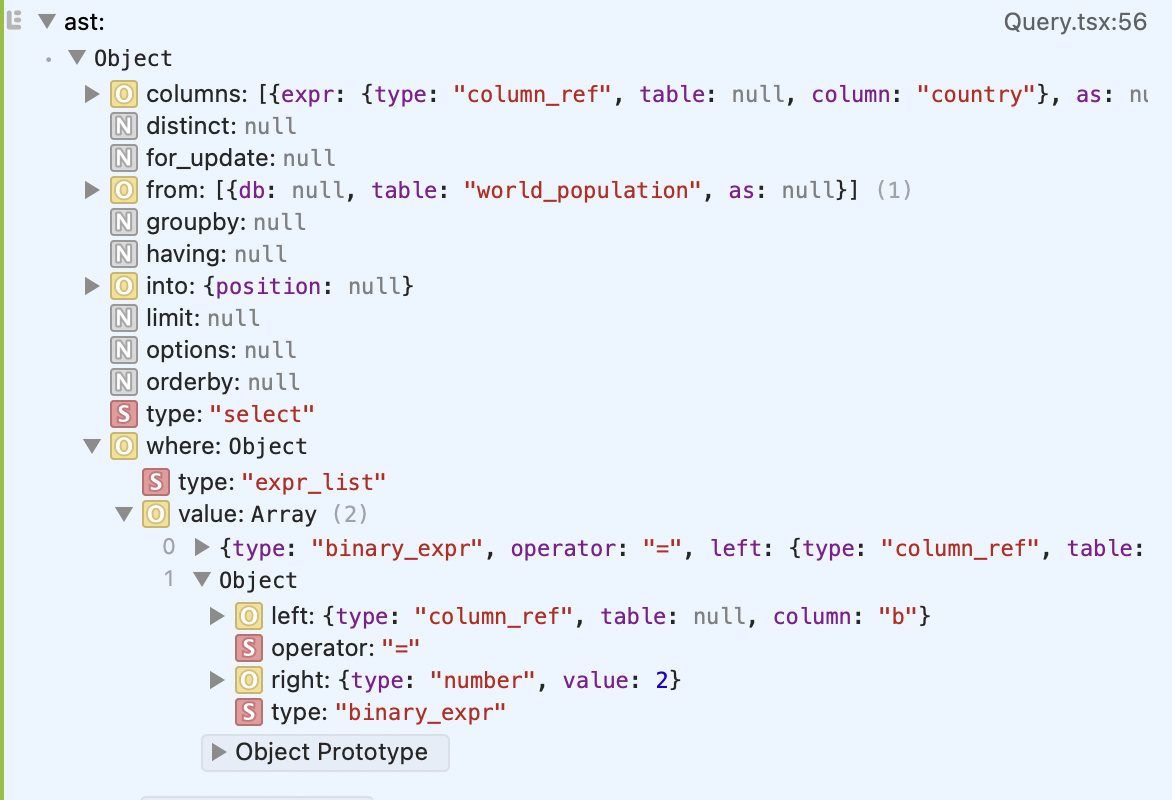 E ▼ ast: Query.tsx:56
▼ Object
▶ O columns: [{expr: {type: "column_ref", table: null, column: "country"}, as: nu
N distinct: null
N for_update: null
▶ O from: [{db: null, table: "world_population", as: null}] (1)
N groupby: null
N having: null
▶ O into: {position: null}
N limit: null
N options: null
N orderby: null
S type: "select"
▼ O where: Object
S type: "expr_list"
▼ O value: Array (2)
0 ▶ {type: "binary_expr", operator: "=", left: {type: "column_ref", table:
1 ▼ Object
▶ O left: {type: "column_ref", table: null, column: "b"}
S operator: "="
▶ O right: {type: "number", value: 2}
S type: "binary_expr"
▶ Object Prototype